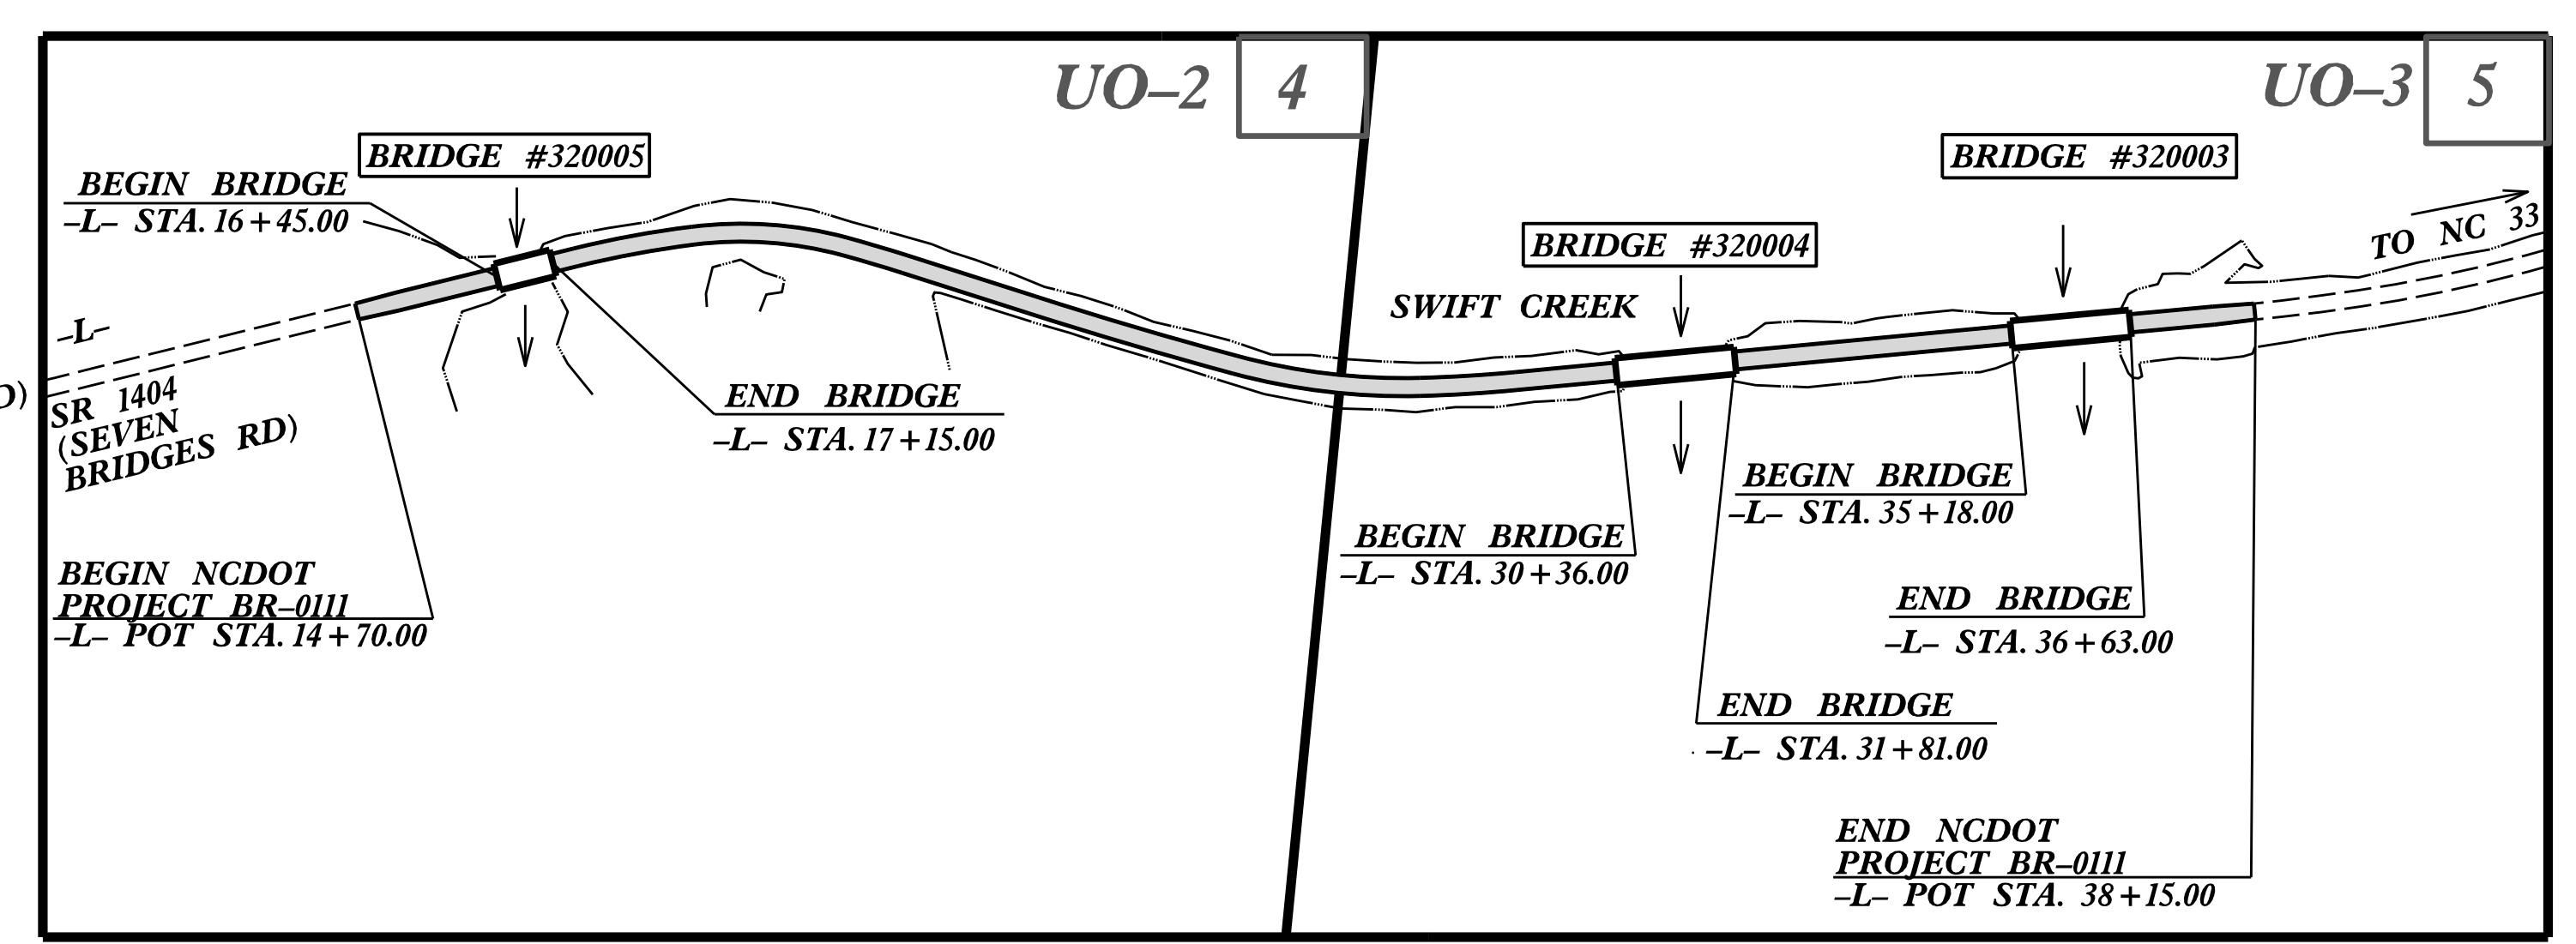 UO–2 4
UO–3 5
BRIDGE #320005
BEGIN BRIDGE
–L– STA. 16+45.00
BRIDGE #320003
BRIDGE #320004
SWIFT CREEK
TO NC 33
–L–
D)
SR 1404
(SEVEN
BRIDGES RD)
END BRIDGE
–L– STA. 17+15.00
BEGIN BRIDGE
–L– STA. 35+18.00
BEGIN BRIDGE
–L– STA. 30+36.00
BEGIN NCDOT
PROJECT BR–0111
–L– POT STA. 14+70.00
END BRIDGE
–L– STA. 36+63.00
END BRIDGE
–L– STA. 31+81.00
END NCDOT
PROJECT BR–0111
–L– POT STA. 38+15.00